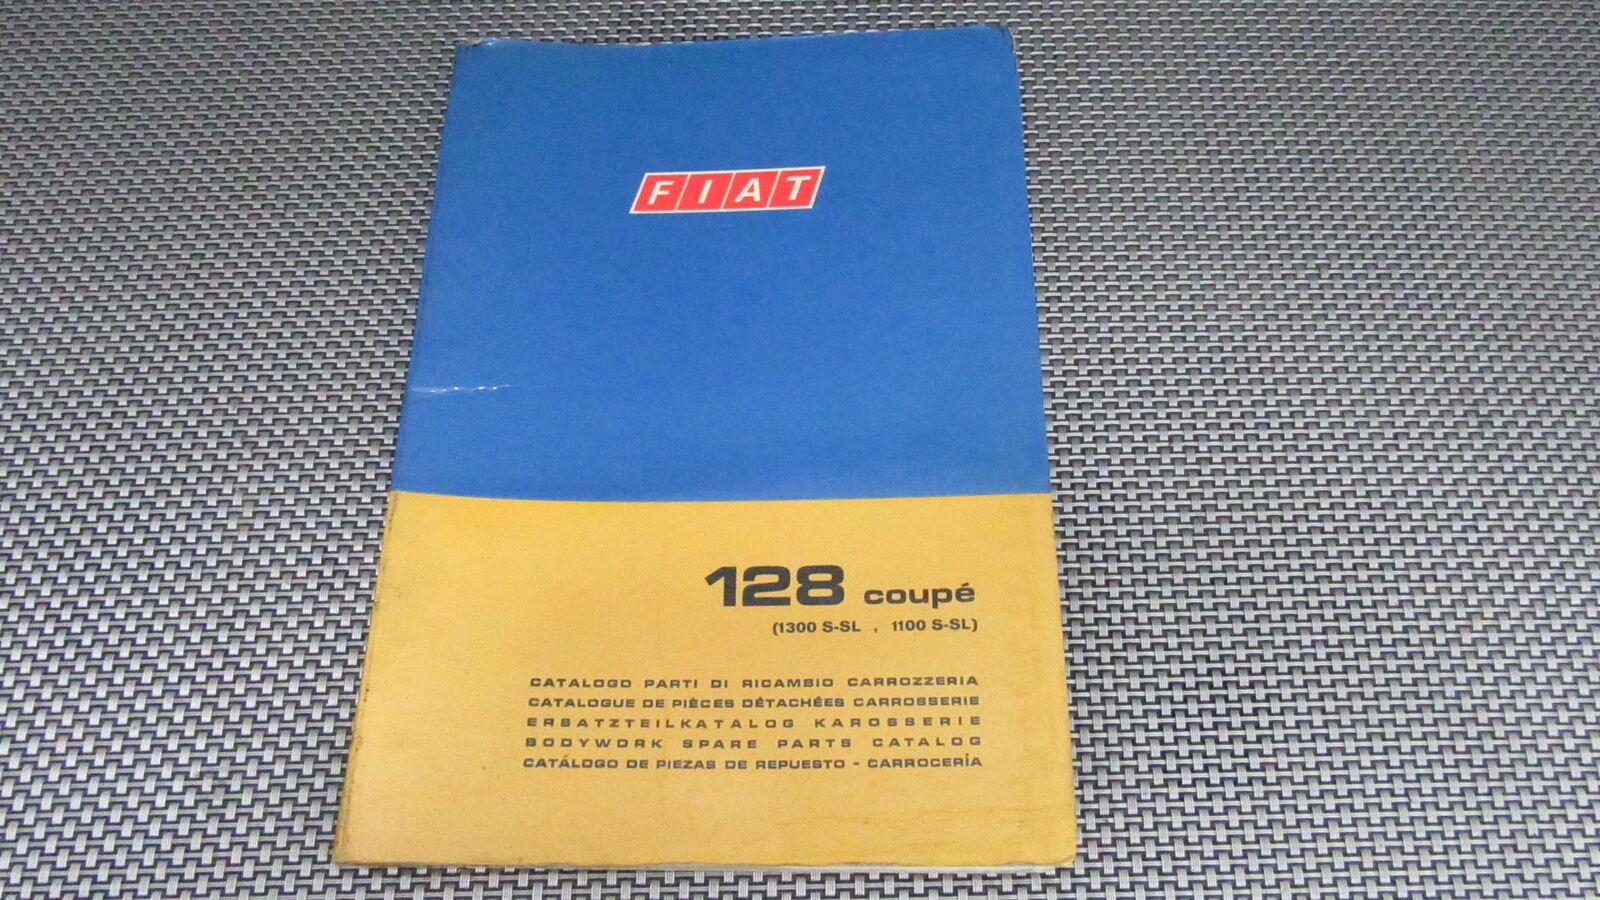 FIAT
128 coupé
(1300 S-SL , 1100 S-SL)
CATALOGO PARTI DI RICAMBIO CARROZZERIA
CATALOGUE DE PIÈCES DÉTACHÉES CARROSSERIE
ERSATZTEILKATALOG KAROSSERIE
BODYWORK SPARE PARTS CATALOG
CATÁLOGO DE PIEZAS DE REPUESTO - CARROCERÍA